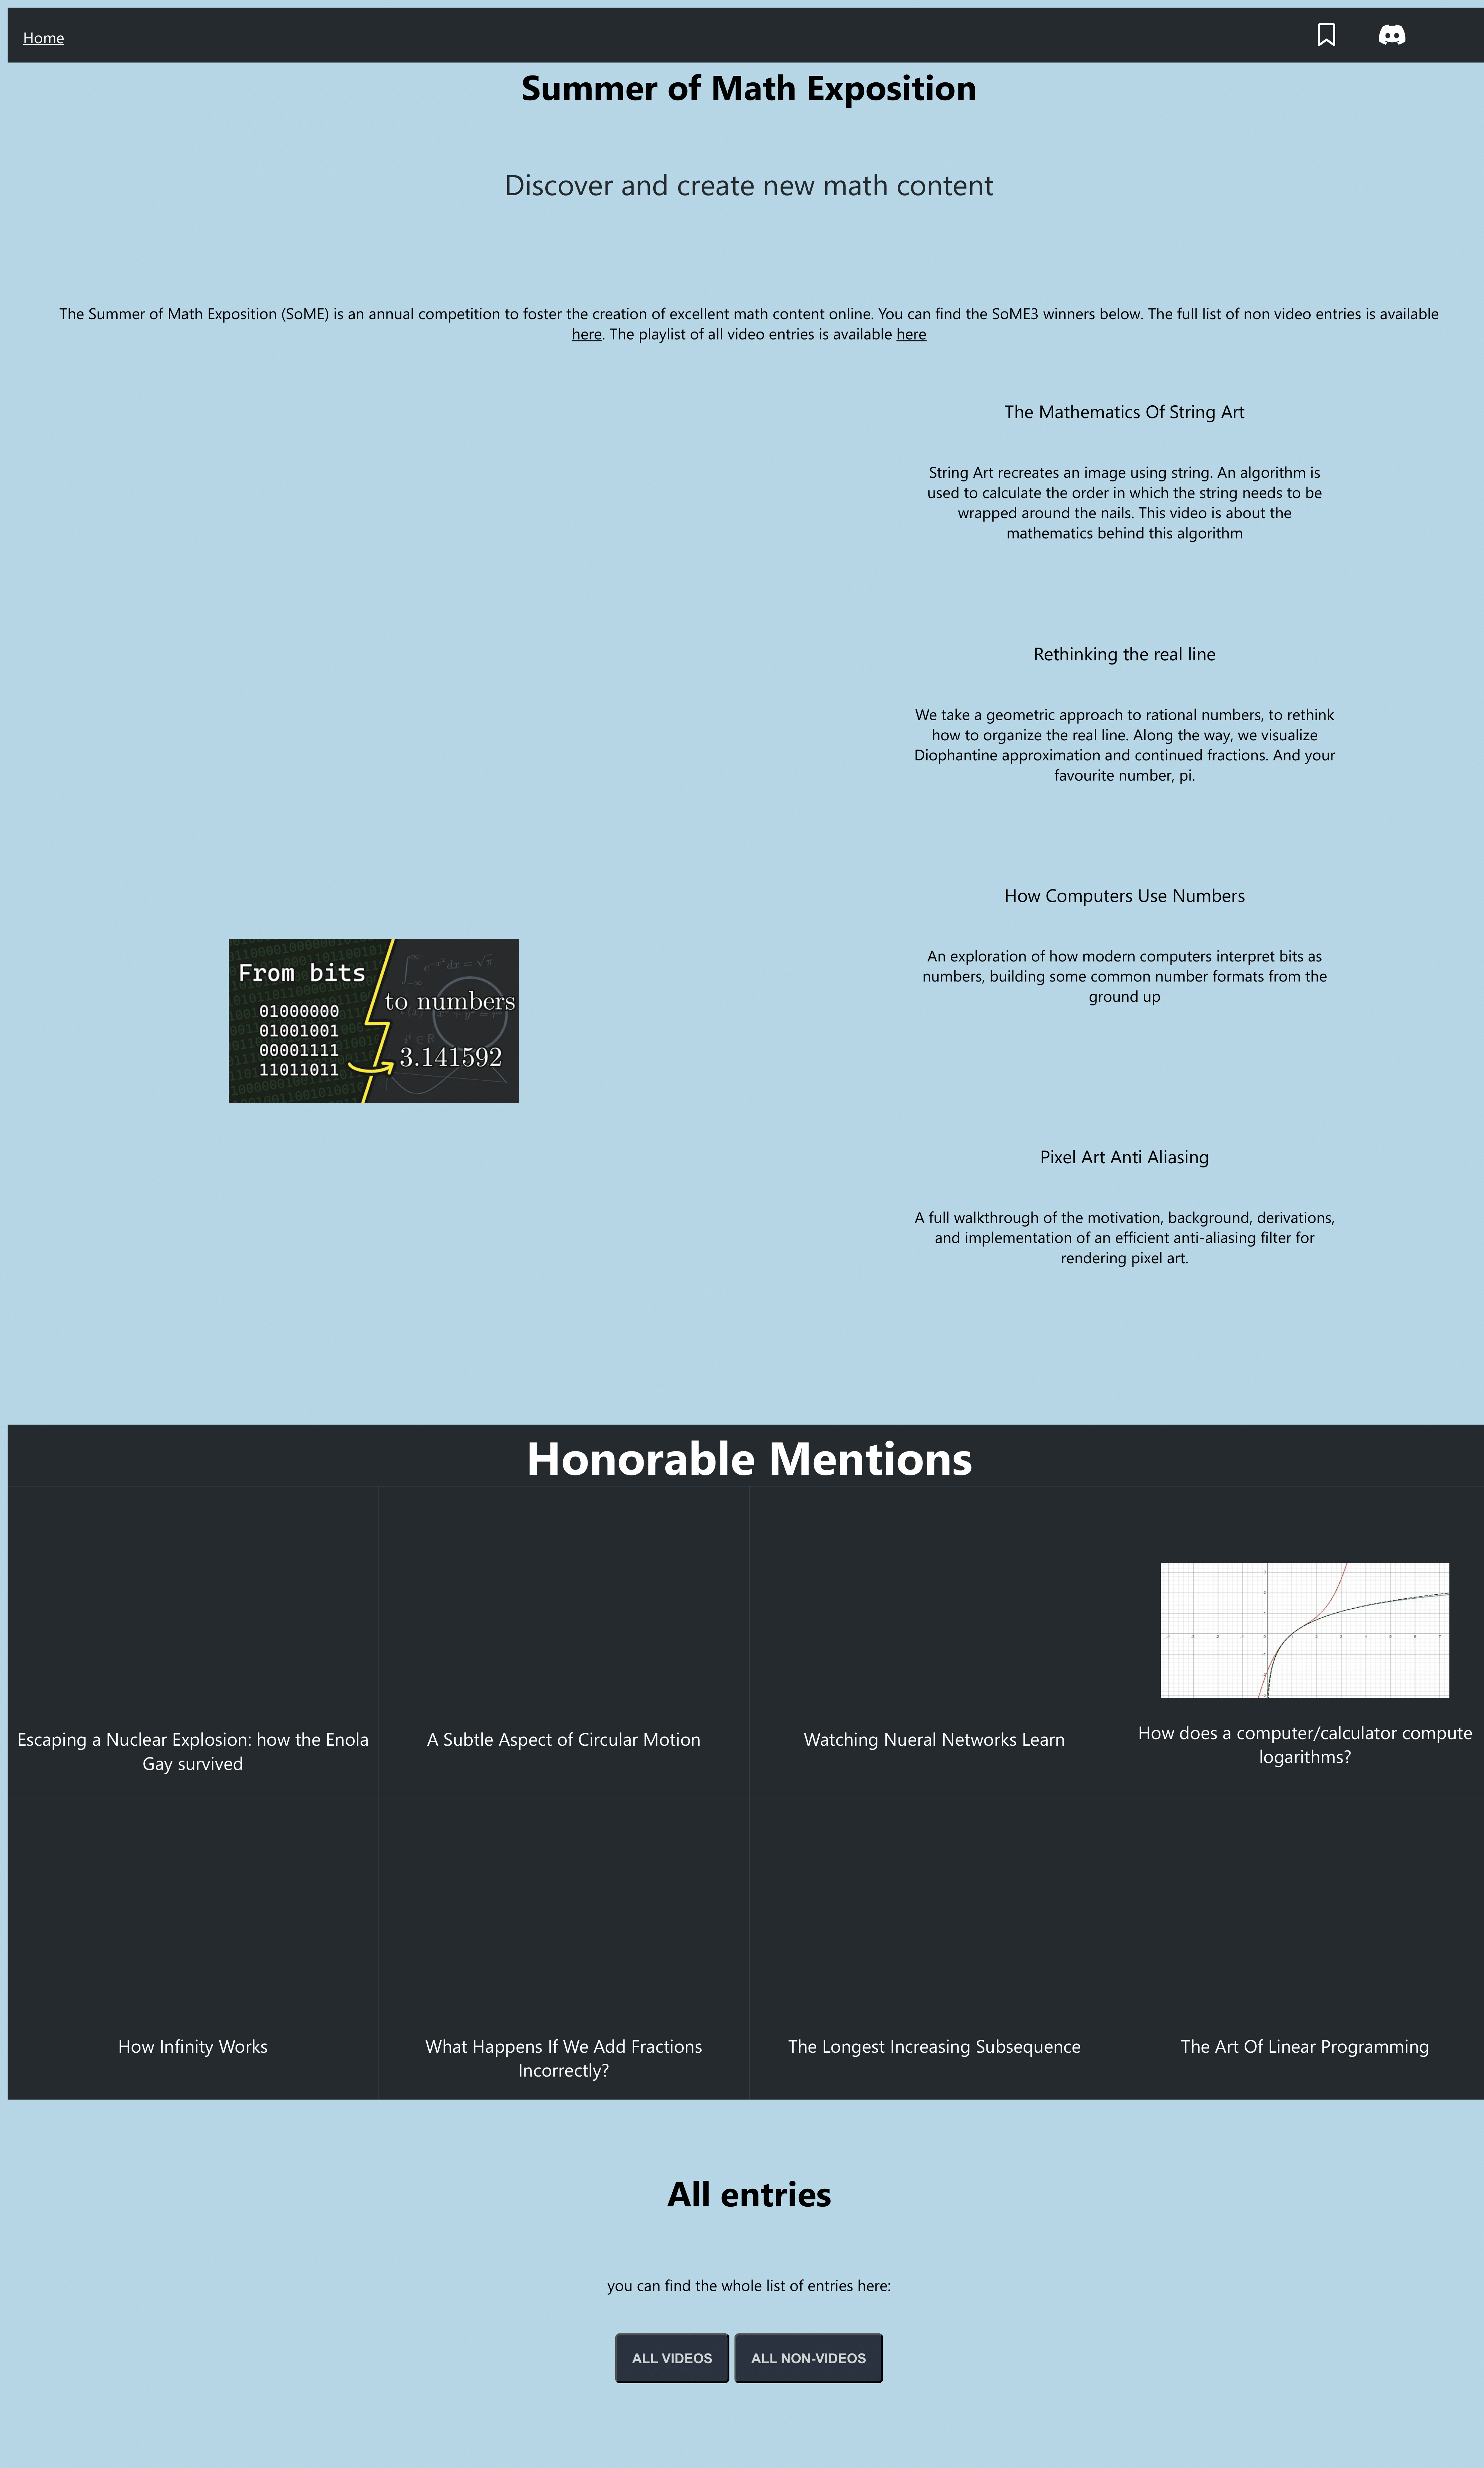 Home
Summer of Math Exposition
Discover and create new math content
The Summer of Math Exposition (SoME) is an annual competition to foster the creation of excellent math content online. You can find the SoME3 winners below. The full list of non video entries is available
here. The playlist of all video entries is available here
The Mathematics Of String Art
String Art recreates an image using string. An algorithm is
used to calculate the order in which the string needs to be
wrapped around the nails. This video is about the
mathematics behind this algorithm
Rethinking the real line
We take a geometric approach to rational numbers, to rethink
how to organize the real line. Along the way, we visualize
Diophantine approximation and continued fractions. And your
favourite number, pi.
How Computers Use Numbers
An exploration of how modern computers interpret bits as
numbers, building some common number formats from the
ground up
From bits
to numbers
01000000
01001001
00001111
11011011
3.141592
Pixel Art Anti Aliasing
A full walkthrough of the motivation, background, derivations,
and implementation of an efficient anti-aliasing filter for
rendering pixel art.
Honorable Mentions
Escaping a Nuclear Explosion: how the Enola
Gay survived
A Subtle Aspect of Circular Motion
Watching Nueral Networks Learn
How does a computer/calculator compute
logarithms?
How Infinity Works
What Happens If We Add Fractions
Incorrectly?
The Longest Increasing Subsequence
The Art Of Linear Programming
All entries
you can find the whole list of entries here:
ALL VIDEOS
ALL NON-VIDEOS